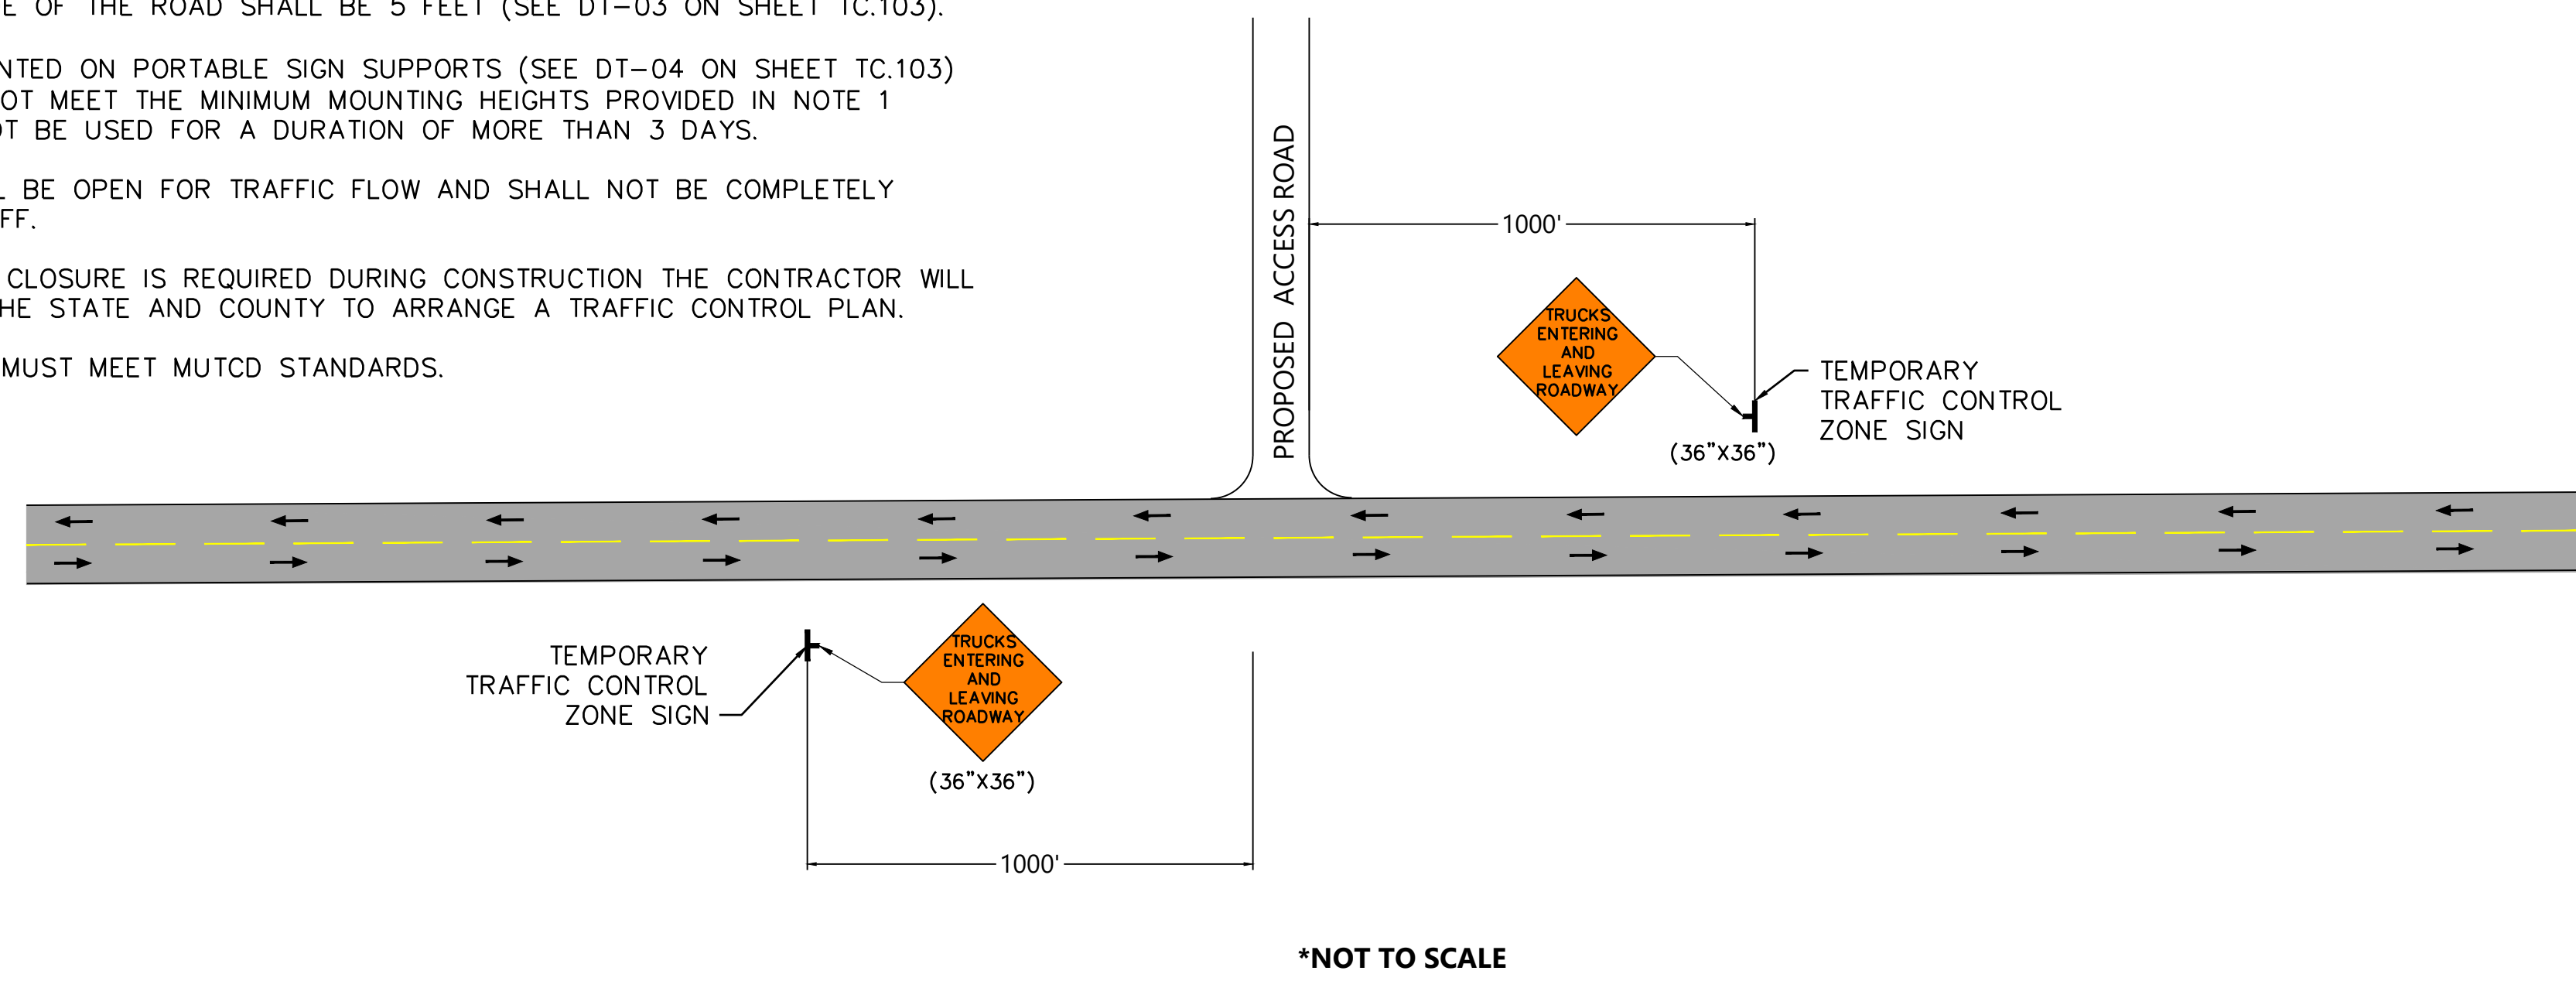 OF THE ROAD SHALL BE 5 FEET (SEE DT-03 ON SHEET TC.103).
ON PORTABLE SIGN SUPPORTS (SEE DT-04 ON SHEET TC.103)
MEET THE MINIMUM MOUNTING HEIGHTS PROVIDED IN NOTE 1
BE USED FOR A DURATION OF MORE THAN 3 DAYS.
BE OPEN FOR TRAFFIC FLOW AND SHALL NOT BE COMPLETELY
CLOSURE IS REQUIRED DURING CONSTRUCTION THE CONTRACTOR WILL
STATE AND COUNTY TO ARRANGE A TRAFFIC CONTROL PLAN.
MUST MEET MUTCD STANDARDS.
PROPOSED ACCESS ROAD
1000'
TRUCKS
ENTERING
AND
LEAVING
ROADWAY
(36”X36”)
TEMPORARY
TRAFFIC CONTROL
ZONE SIGN
TEMPORARY
TRAFFIC CONTROL
ZONE SIGN
TRUCKS
ENTERING
AND
LEAVING
ROADWAY
(36”X36”)
1000'
*NOT TO SCALE